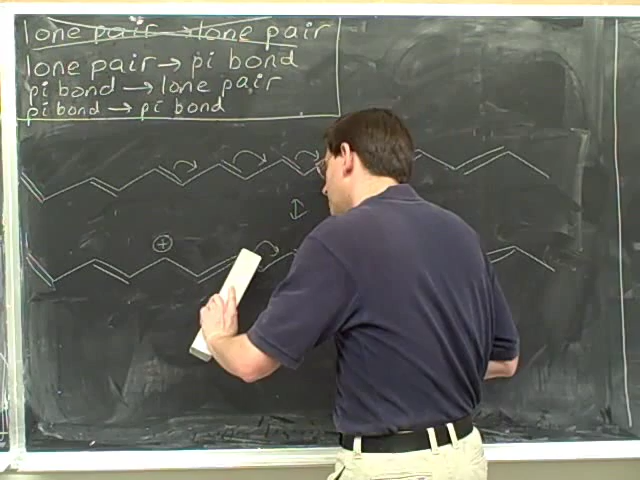 lone pair → lone pair
lone pair → pi bond
pi bond → lone pair
pi bond → pi bond
+